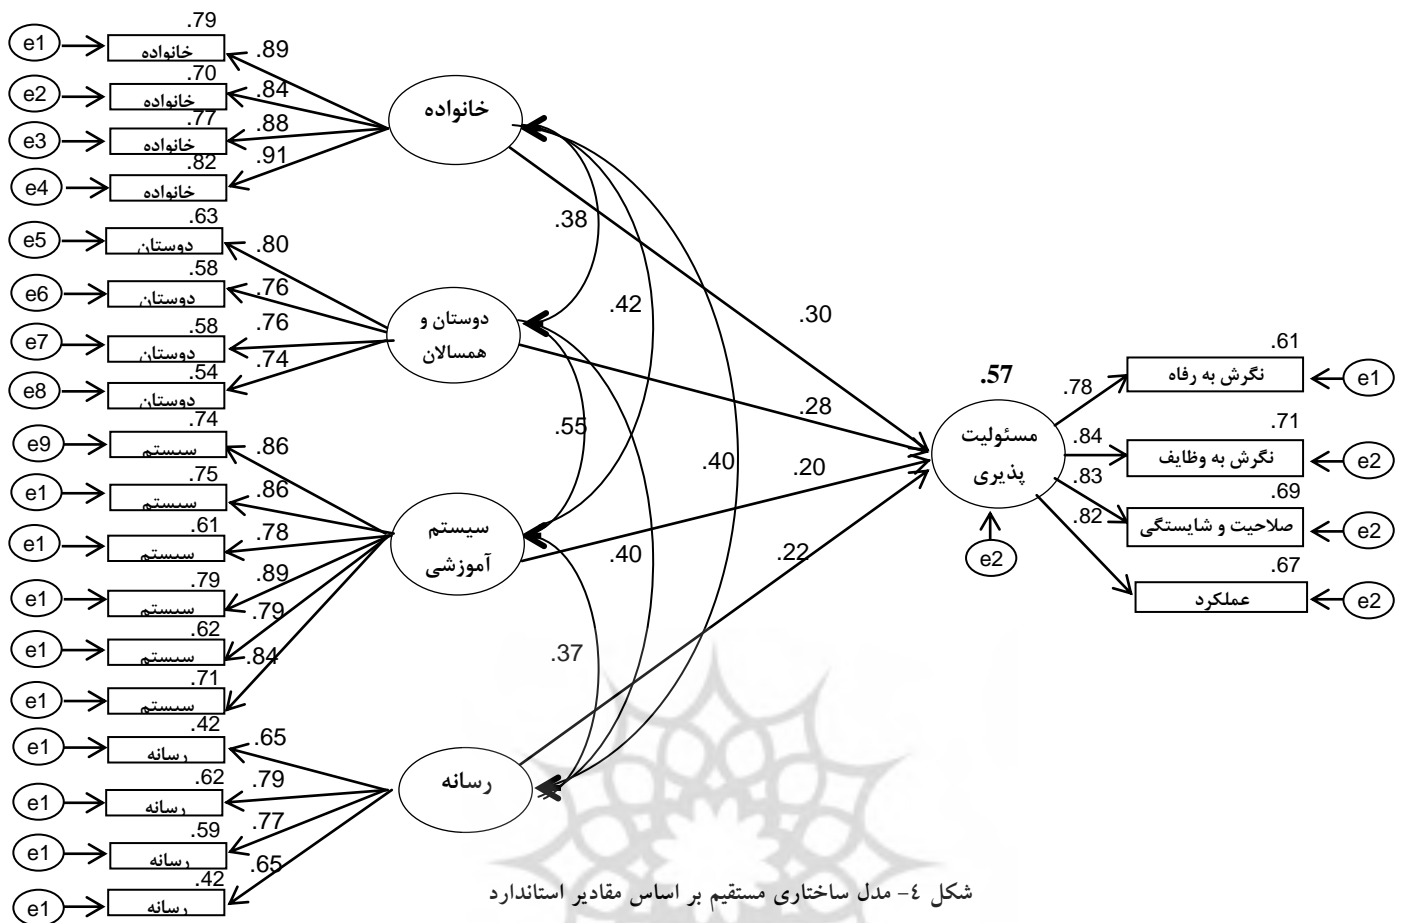 .79
e1
خانواده
.89
.70
e2
خانواده
.84
.77
e3
خانواده
.88
.82
e4
خانواده
.91
خانواده
.63
e5
دوستان
.80
.58
e6
دوستان
.76
.58
e7
دوستان
.76
.54
e8
دوستان
.74
دوستان و
همسالان
.74
e9
سیستم
.86
.75
e1
سیستم
.86
.61
e1
سیستم
.78
.79
e1
سیستم
.89
.62
e1
سیستم
.79
.71
e1
سیستم
.84
سیستم
آموزشی
.42
e1
رسانه
.65
.62
e1
رسانه
.79
.59
e1
رسانه
.77
.42
e1
رسانه
.65
رسانه
.38
.42
.55
.40
.40
.37
.30
.28
.20
.22
.57
مسئولیت
پذیری
e2
.61
.78
نگرش به رفاه
e1
.71
.84
نگرش به وظایف
e2
.69
.83
صلاحیت و شایستگی
e2
.67
.82
عملکرد
e2
شکل ٤- مدل ساختاری مستقیم بر اساس مقادیر استاندارد